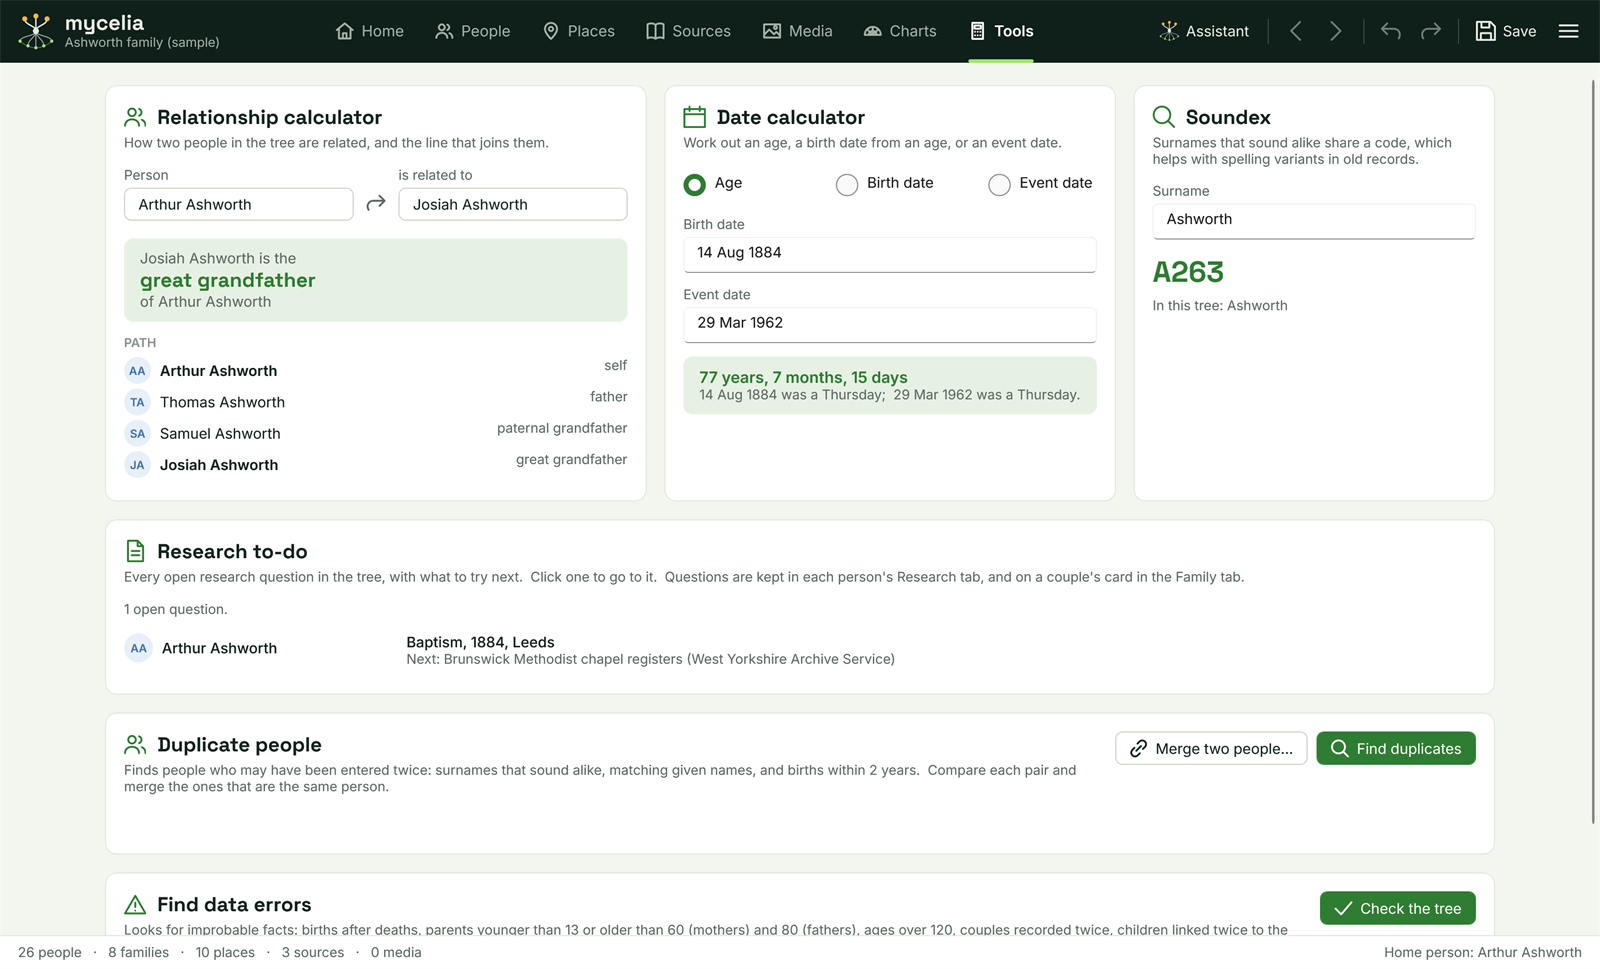 mycelia
Ashworth family (sample)
Home
People
Places
Sources
Media
Charts
Tools
Assistant
Save
Relationship calculator
How two people in the tree are related, and the line that joins them.
Person
is related to
Arthur Ashworth
Josiah Ashworth
Josiah Ashworth is the
great grandfather
of Arthur Ashworth
PATH
AA Arthur Ashworth self
TA Thomas Ashworth father
SA Samuel Ashworth paternal grandfather
JA Josiah Ashworth great grandfather
Date calculator
Work out an age, a birth date from an age, or an event date.
Age
Birth date
Event date
Birth date
14 Aug 1884
Event date
29 Mar 1962
77 years, 7 months, 15 days
14 Aug 1884 was a Thursday; 29 Mar 1962 was a Thursday.
Soundex
Surnames that sound alike share a code, which
helps with spelling variants in old records.
Surname
Ashworth
A263
In this tree: Ashworth
Research to-do
Every open research question in the tree, with what to try next. Click one to go to it. Questions are kept in each person's Research tab, and on a couple's card in the Family tab.
1 open question.
AA Arthur Ashworth
Baptism, 1884, Leeds
Next: Brunswick Methodist chapel registers (West Yorkshire Archive Service)
Duplicate people
Finds people who may have been entered twice: surnames that sound alike, matching given names, and births within 2 years. Compare each pair and
merge the ones that are the same person.
Merge two people...
Find duplicates
Find data errors
Looks for improbable facts: births after deaths, parents younger than 13 or older than 60 (mothers) and 80 (fathers), ages over 120, couples recorded twice, children linked twice to the
Check the tree
26 people · 8 families · 10 places · 3 sources · 0 media
Home person: Arthur Ashworth